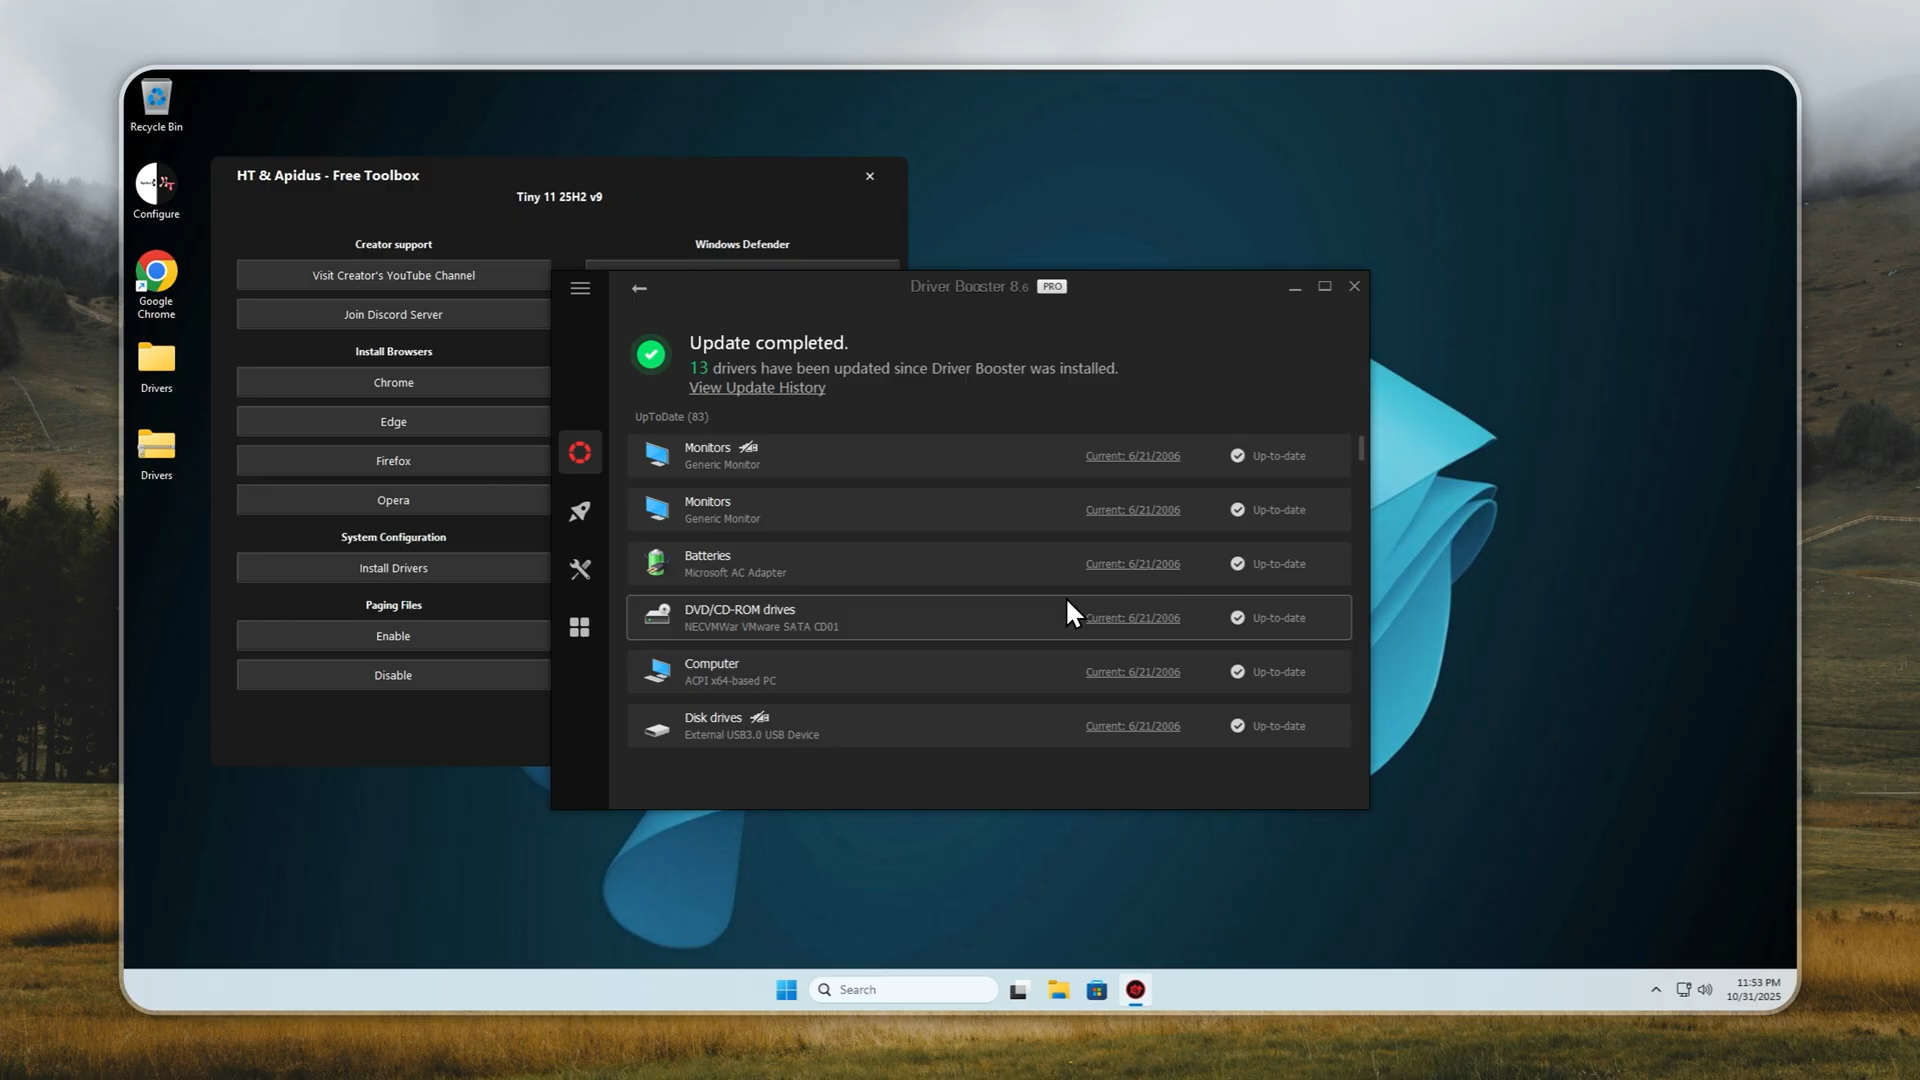 Recycle Bin
Configure
Google
Chrome
Drivers
Drivers
HT & Apidus - Free Toolbox
Tiny 11 25H2 v9
Creator support
Visit Creator's YouTube Channel
Join Discord Server
Install Browsers
Chrome
Edge
Firefox
Opera
System Configuration
Install Drivers
Paging Files
Enable
Disable
Windows Defender
Driver Booster 8.6 PRO
Update completed.
13 drivers have been updated since Driver Booster was installed.
View Update History
UpToDate (83)
Monitors
Generic Monitor
Current: 6/21/2006
Up-to-date
Monitors
Generic Monitor
Current: 6/21/2006
Up-to-date
Batteries
Microsoft AC Adapter
Current: 6/21/2006
Up-to-date
DVD/CD-ROM drives
NECVMWar VMware SATA CD01
Current: 6/21/2006
Up-to-date
Computer
ACPI x64-based PC
Current: 6/21/2006
Up-to-date
Disk drives
External USB3.0 USB Device
Current: 6/21/2006
Up-to-date
Search
11:53 PM
10/31/2025